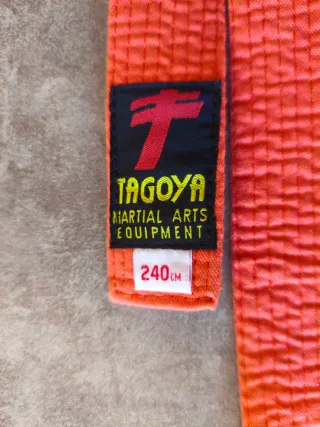 TAGOYA
MARTIAL ARTS
EQUIPMENT
240CM